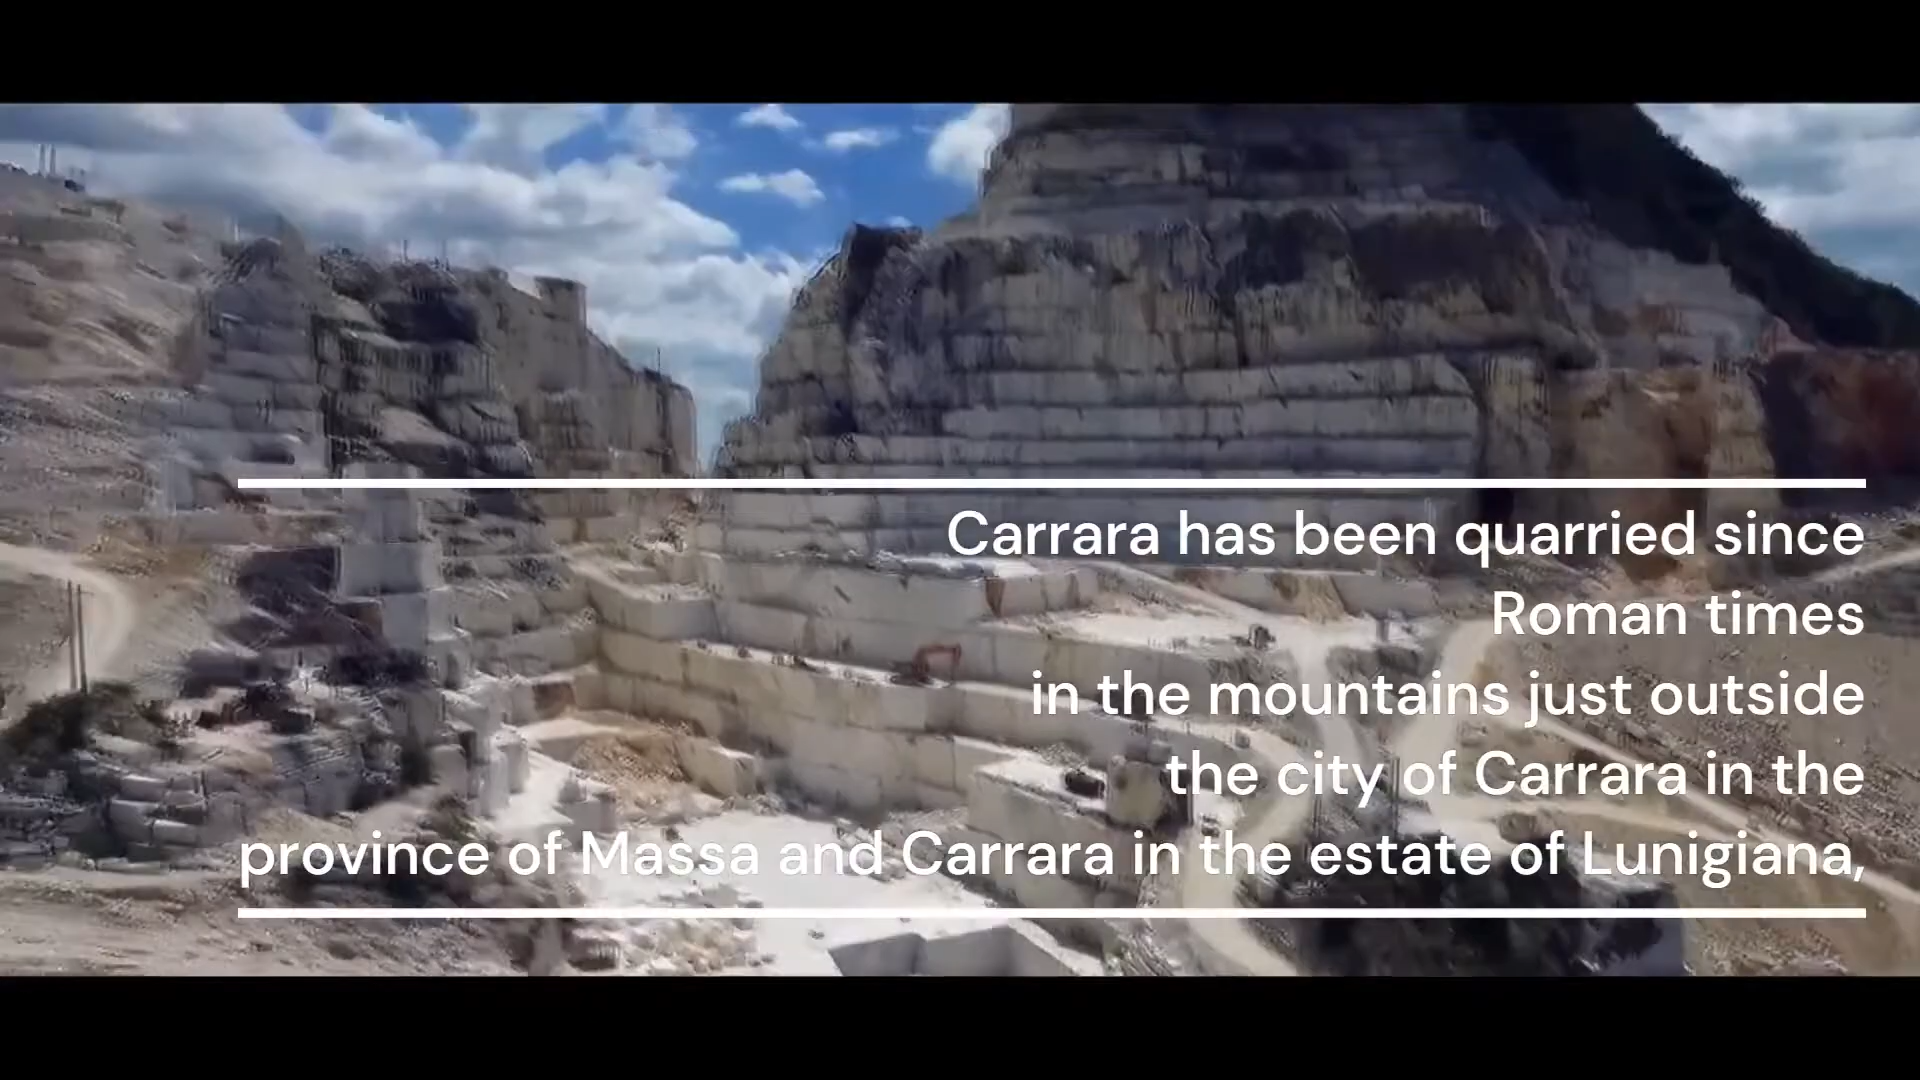 Carrara has been quarried since
Roman times
in the mountains just outside
the city of Carrara in the
province of Massa and Carrara in the estate of Lunigiana,